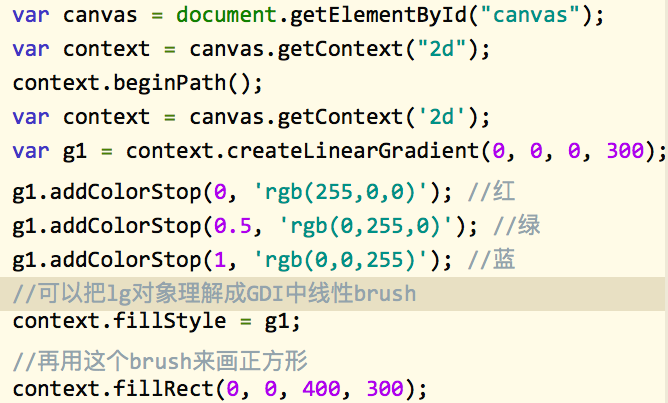 var canvas = document.getElementById("canvas");
var context = canvas.getContext("2d");
context.beginPath();
var context = canvas.getContext('2d');
var g1 = context.createLinearGradient(0, 0, 0, 300);
g1.addColorStop(0, 'rgb(255,0,0)'); //红
g1.addColorStop(0.5, 'rgb(0,255,0)'); //绿
g1.addColorStop(1, 'rgb(0,0,255)'); //蓝
//可以把lg对象理解成GDI中线性brush
context.fillStyle = g1;
//再用这个brush来画正方形
context.fillRect(0, 0, 400, 300);